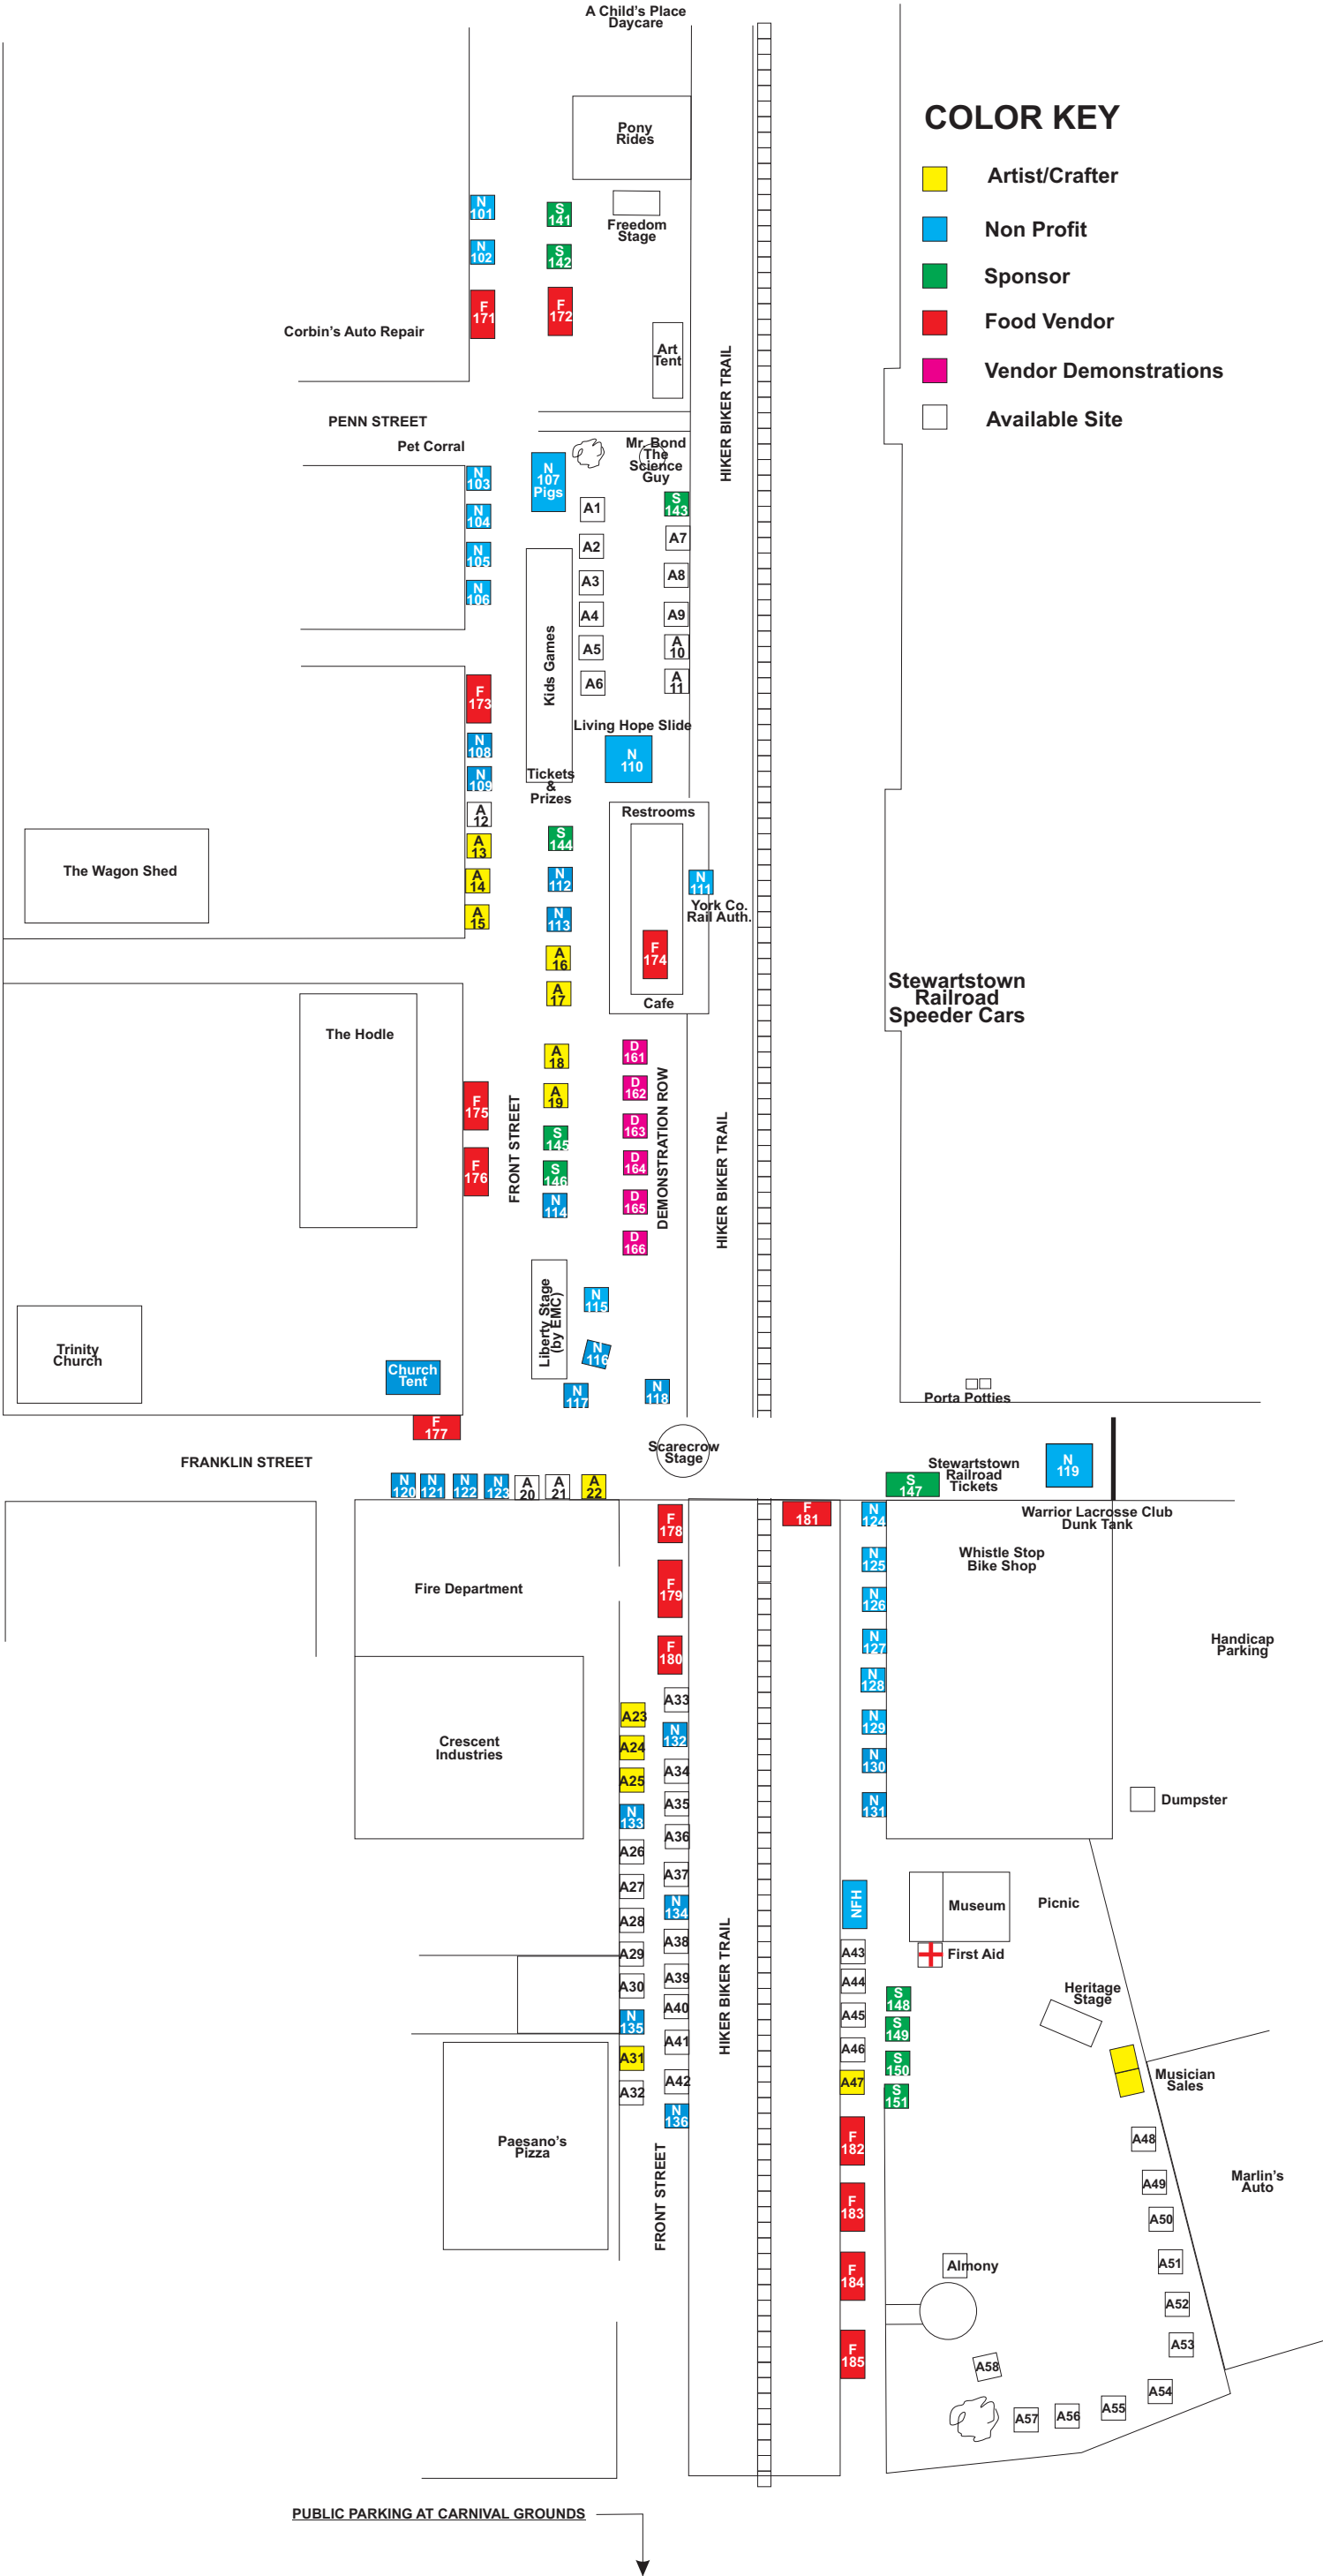 A Child's Place
Daycare
COLOR KEY
Artist/Crafter
Non Profit
Sponsor
Food Vendor
Vendor Demonstrations
Available Site
Pony
Rides
N
101
S
141
Freedom
Stage
N
102
S
142
F
171
F
172
Corbin's Auto Repair
Art
Tent
HIKER BIKER TRAIL
PENN STREET
Pet Corral
Mr. Bond
The
Science
Guy
N
103
N
107
Pigs
S
143
A1
N
104
A7
A2
N
105
A8
A3
N
106
A4
A9
A5
A
10
A6
A
11
Kids Games
F
173
Living Hope Slide
N
108
N
110
N
109
Tickets
&
Prizes
A
12
Restrooms
A
13
S
144
The Wagon Shed
A
14
N
112
N
111
York Co.
Rail Auth.
A
15
N
113
A
16
F
174
A
17
Cafe
Stewartstown
Railroad
Speeder Cars
The Hodle
A
18
D
161
A
19
D
162
F
175
FRONT STREET
S
145
D
163
DEMONSTRATION ROW
HIKER BIKER TRAIL
F
176
S
146
D
164
N
114
D
165
D
166
Liberty Stage
(by EMC)
N
115
N
116
Trinity
Church
Church
Tent
N
117
N
118
Porta Potties
F
177
Scarecrow
Stage
FRANKLIN STREET
Stewartstown
Railroad
Tickets
N
119
N
120
N
121
N
122
N
123
A
20
A
21
A
22
S
147
F
178
F
181
N
124
Warrior Lacrosse Club
Dunk Tank
Whistle Stop
Bike Shop
N
125
Fire Department
F
179
N
126
Handicap
Parking
F
180
N
127
N
128
A33
A23
N
129
N
132
Crescent
Industries
A24
N
130
A34
A25
N
131
Dumpster
A35
N
133
A36
A26
A37
A27
N
134
NFH
Museum
Picnic
A28
A38
A43
First Aid
A29
A39
A44
A30
Heritage
Stage
A40
S
148
A45
N
135
S
149
A41
A46
A31
S
150
HIKER BIKER TRAIL
A42
A47
Musician
Sales
A32
S
151
N
136
F
182
A48
Paesano's
Pizza
FRONT STREET
F
183
A49
Marlin's
Auto
A50
F
184
Almony
A51
A52
A53
F
185
A58
A54
A55
A56
A57
PUBLIC PARKING AT CARNIVAL GROUNDS